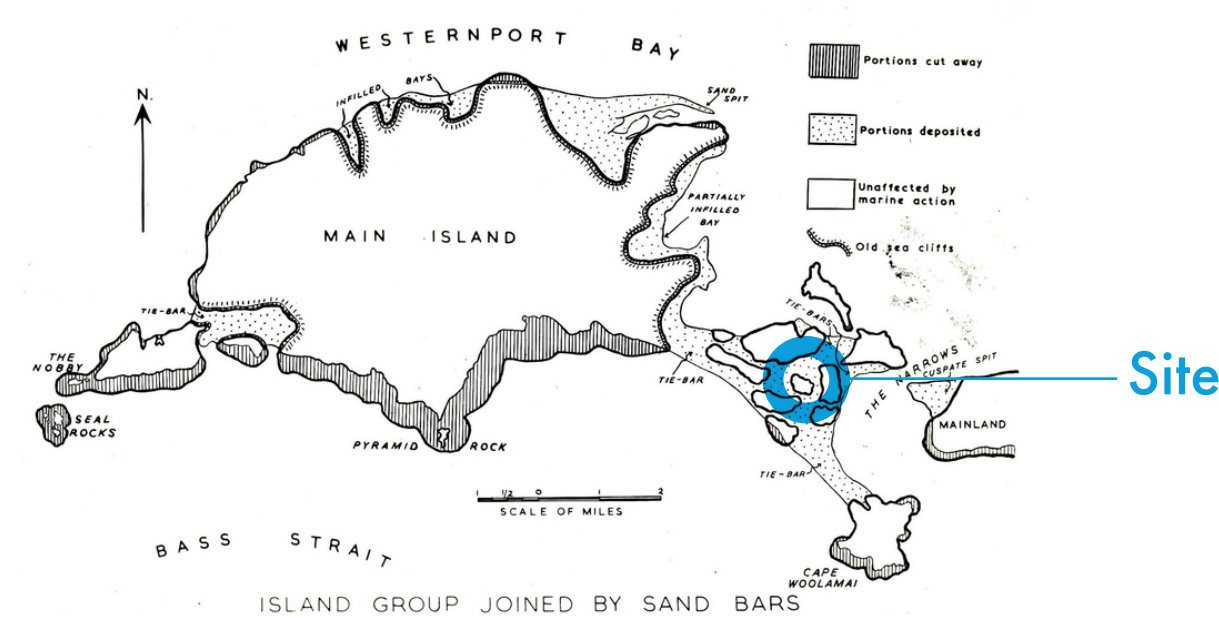 WESTERNPORT BAY
Portions cut away
N.
INFILLED BAYS
SAND
SPIT
Portions deposited
PARTIALLY
INFILLED
BAY
Unaffected by
marine action
MAIN ISLAND
Old sea cliffs
TIE-BAR
TIE-BARS
THE
NOBBY
THE NARROWS
CUSPATE SPIT
Site
TIE-BAR
SEAL
ROCKS
PYRAMID ROCK
MAINLAND
TIE-BAR
1 1/2 0 1 2
SCALE OF MILES
BASS STRAIT
CAPE
WOOLAMAI
ISLAND GROUP JOINED BY SAND BARS